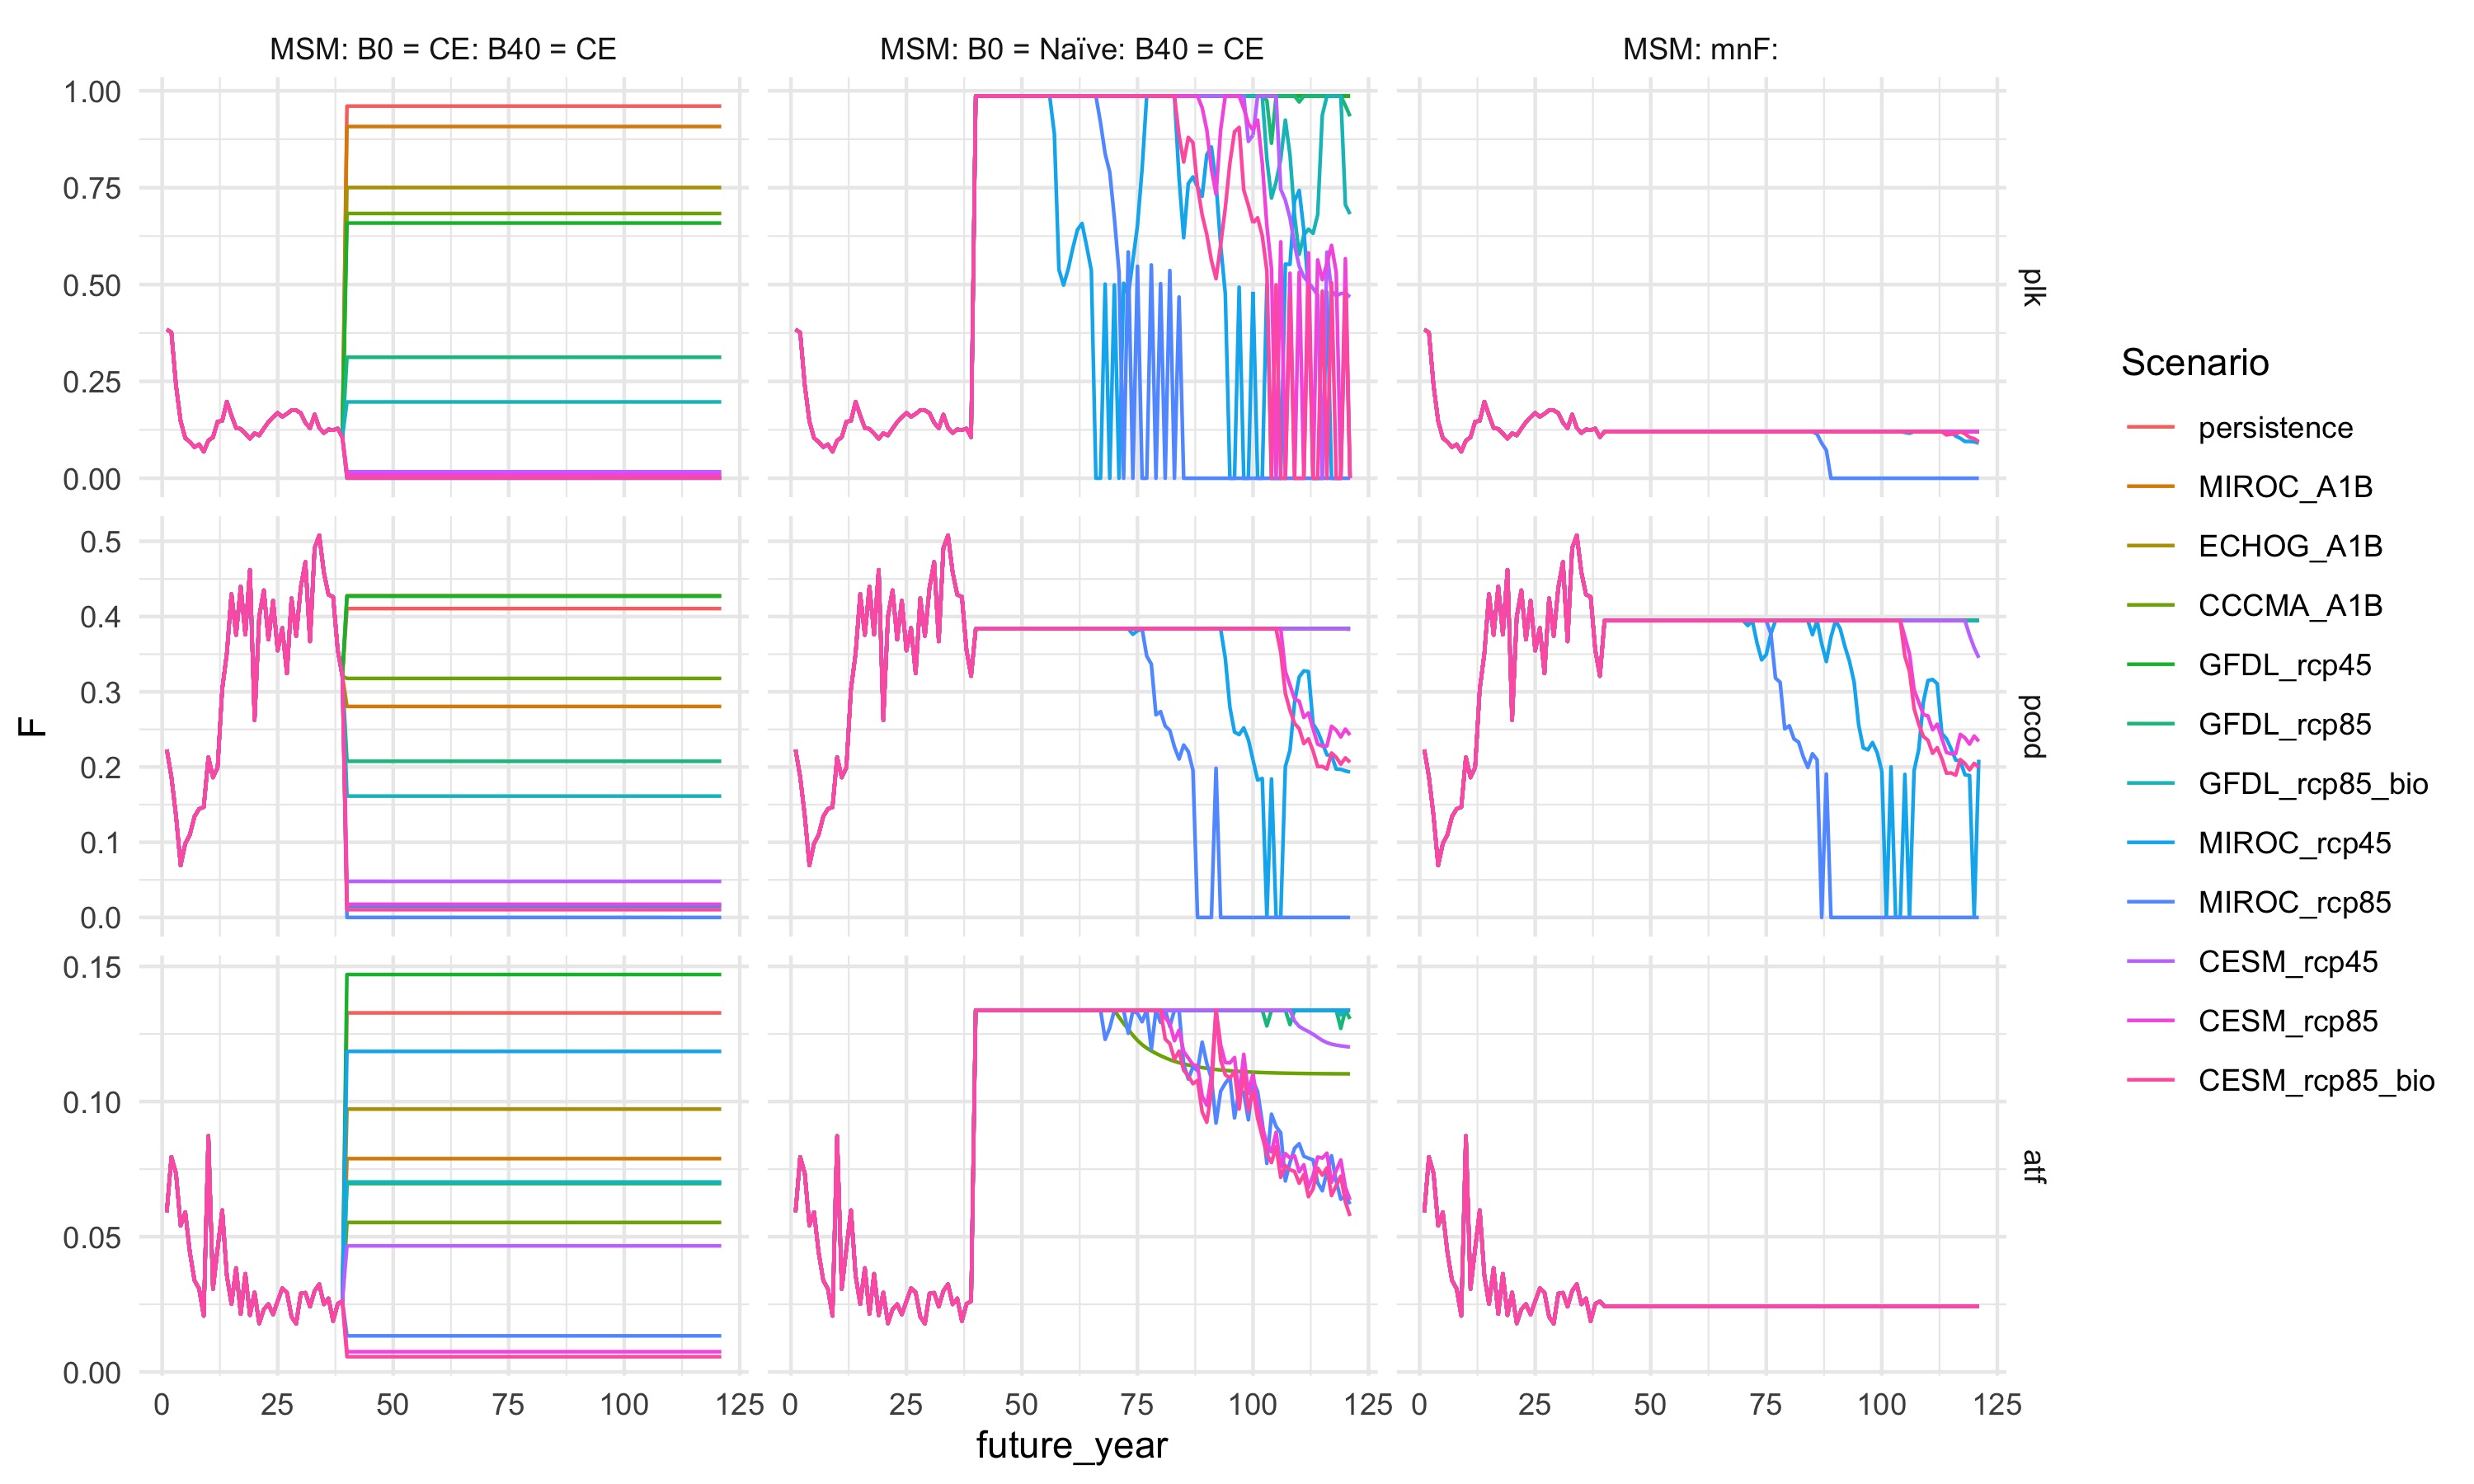 MSM: B0 = CE: B40 = CE
MSM: B0 = Naïve: B40 = CE
MSM: mnF:
1.00
0.75
0.50
0.25
0.00
plk
0.5
0.4
0.3
0.2
0.1
0.0
pcod
0.15
0.10
0.05
0.00
atf
0 25 50 75 100 125
0 25 50 75 100 125
0 25 50 75 100 125
F
future_year
Scenario
persistence
MIROC_A1B
ECHOG_A1B
CCCMA_A1B
GFDL_rcp45
GFDL_rcp85
GFDL_rcp85_bio
MIROC_rcp45
MIROC_rcp85
CESM_rcp45
CESM_rcp85
CESM_rcp85_bio